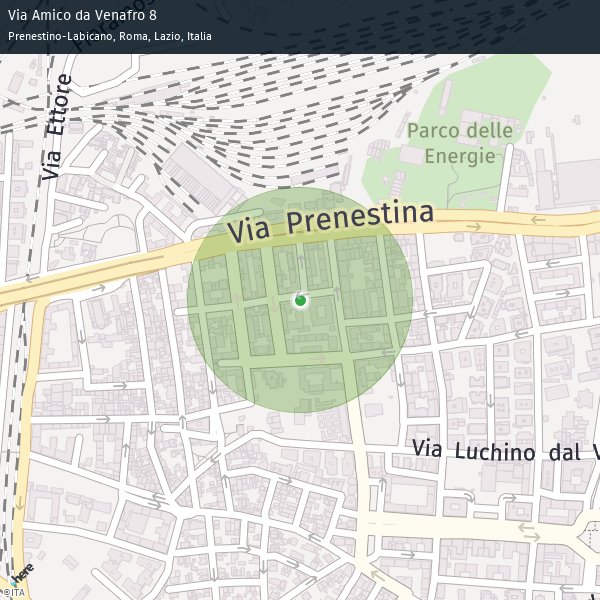 Via Amico da Venafro 8
Prenestino-Labicano, Roma, Lazio, Italia
Via Ettore
Parco delle
Energie
Via Prenestina
Via Luchino dal V
here
©ITA